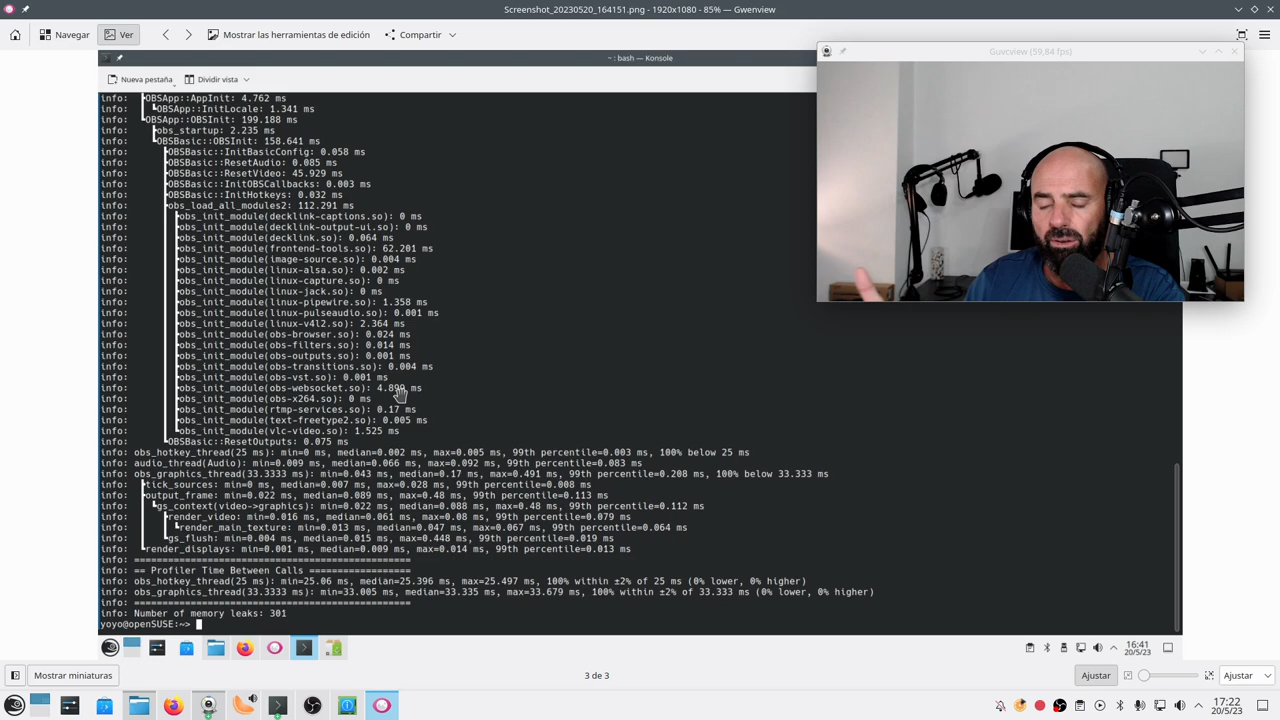 Screenshot_20230520_164151.png - 1920x1080 - 85% — Gwenview
Navegar
Ver
Mostrar las herramientas de edición
Compartir
Guvcview (59,84 fps)
~ : bash — Konsole
Nueva pestaña
Dividir vista
info: OBSApp::AppInit: 4.762 ms
info: OBSApp::InitLocale: 1.341 ms
info: OBSApp::OBSInit: 199.188 ms
info: obs_startup: 2.235 ms
info: OBSBasic::OBSInit: 158.641 ms
info: OBSBasic::InitBasicConfig: 0.058 ms
info: OBSBasic::ResetAudio: 0.085 ms
info: OBSBasic::ResetVideo: 45.929 ms
info: OBSBasic::InitOBSCallbacks: 0.003 ms
info: OBSBasic::InitHotkeys: 0.032 ms
info: obs_load_all_modules2: 112.291 ms
info: obs_init_module(decklink-captions.so): 0 ms
info: obs_init_module(decklink-output-ui.so): 0 ms
info: obs_init_module(decklink.so): 0.064 ms
info: obs_init_module(frontend-tools.so): 62.201 ms
info: obs_init_module(image-source.so): 0.004 ms
info: obs_init_module(linux-alsa.so): 0.002 ms
info: obs_init_module(linux-capture.so): 0 ms
info: obs_init_module(linux-jack.so): 0 ms
info: obs_init_module(linux-pipewire.so): 1.358 ms
info: obs_init_module(linux-pulseaudio.so): 0.001 ms
info: obs_init_module(linux-v4l2.so): 2.364 ms
info: obs_init_module(obs-browser.so): 0.024 ms
info: obs_init_module(obs-filters.so): 0.014 ms
info: obs_init_module(obs-outputs.so): 0.001 ms
info: obs_init_module(obs-transitions.so): 0.004 ms
info: obs_init_module(obs-vst.so): 0.001 ms
info: obs_init_module(obs-websocket.so): 4.899 ms
info: obs_init_module(obs-x264.so): 0 ms
info: obs_init_module(rtmp-services.so): 0.17 ms
info: obs_init_module(text-freetype2.so): 0.005 ms
info: obs_init_module(vlc-video.so): 1.525 ms
info: OBSBasic::ResetOutputs: 0.075 ms
info: obs_hotkey_thread(25 ms): min=0 ms, median=0.002 ms, max=0.005 ms, 99th percentile=0.003 ms, 100% below 25 ms
info: audio_thread(Audio): min=0.009 ms, median=0.066 ms, max=0.092 ms, 99th percentile=0.083 ms
info: obs_graphics_thread(33.3333 ms): min=0.043 ms, median=0.17 ms, max=0.491 ms, 99th percentile=0.208 ms, 100% below 33.333 ms
info: tick_sources: min=0 ms, median=0.007 ms, max=0.028 ms, 99th percentile=0.008 ms
info: output_frame: min=0.022 ms, median=0.089 ms, max=0.48 ms, 99th percentile=0.113 ms
info: gs_context(video->graphics): min=0.022 ms, median=0.088 ms, max=0.48 ms, 99th percentile=0.112 ms
info: render_video: min=0.016 ms, median=0.061 ms, max=0.08 ms, 99th percentile=0.079 ms
info: render_main_texture: min=0.013 ms, median=0.047 ms, max=0.067 ms, 99th percentile=0.064 ms
info: gs_flush: min=0.004 ms, median=0.015 ms, max=0.448 ms, 99th percentile=0.019 ms
info: render_displays: min=0.001 ms, median=0.009 ms, max=0.014 ms, 99th percentile=0.013 ms
info: =================================================
info: == Profiler Time Between Calls ==================
info: obs_hotkey_thread(25 ms): min=25.06 ms, median=25.396 ms, max=25.497 ms, 100% within ±2% of 25 ms (0% lower, 0% higher)
info: obs_graphics_thread(33.3333 ms): min=33.005 ms, median=33.335 ms, max=33.679 ms, 100% within ±2% of 33.333 ms (0% lower, 0% higher)
info: =================================================
info: Number of memory leaks: 301
yoyo@openSUSE:~>
16:41
20/5/23
Mostrar miniaturas
3 de 3
Ajustar
Ajustar
17:22
20/5/23